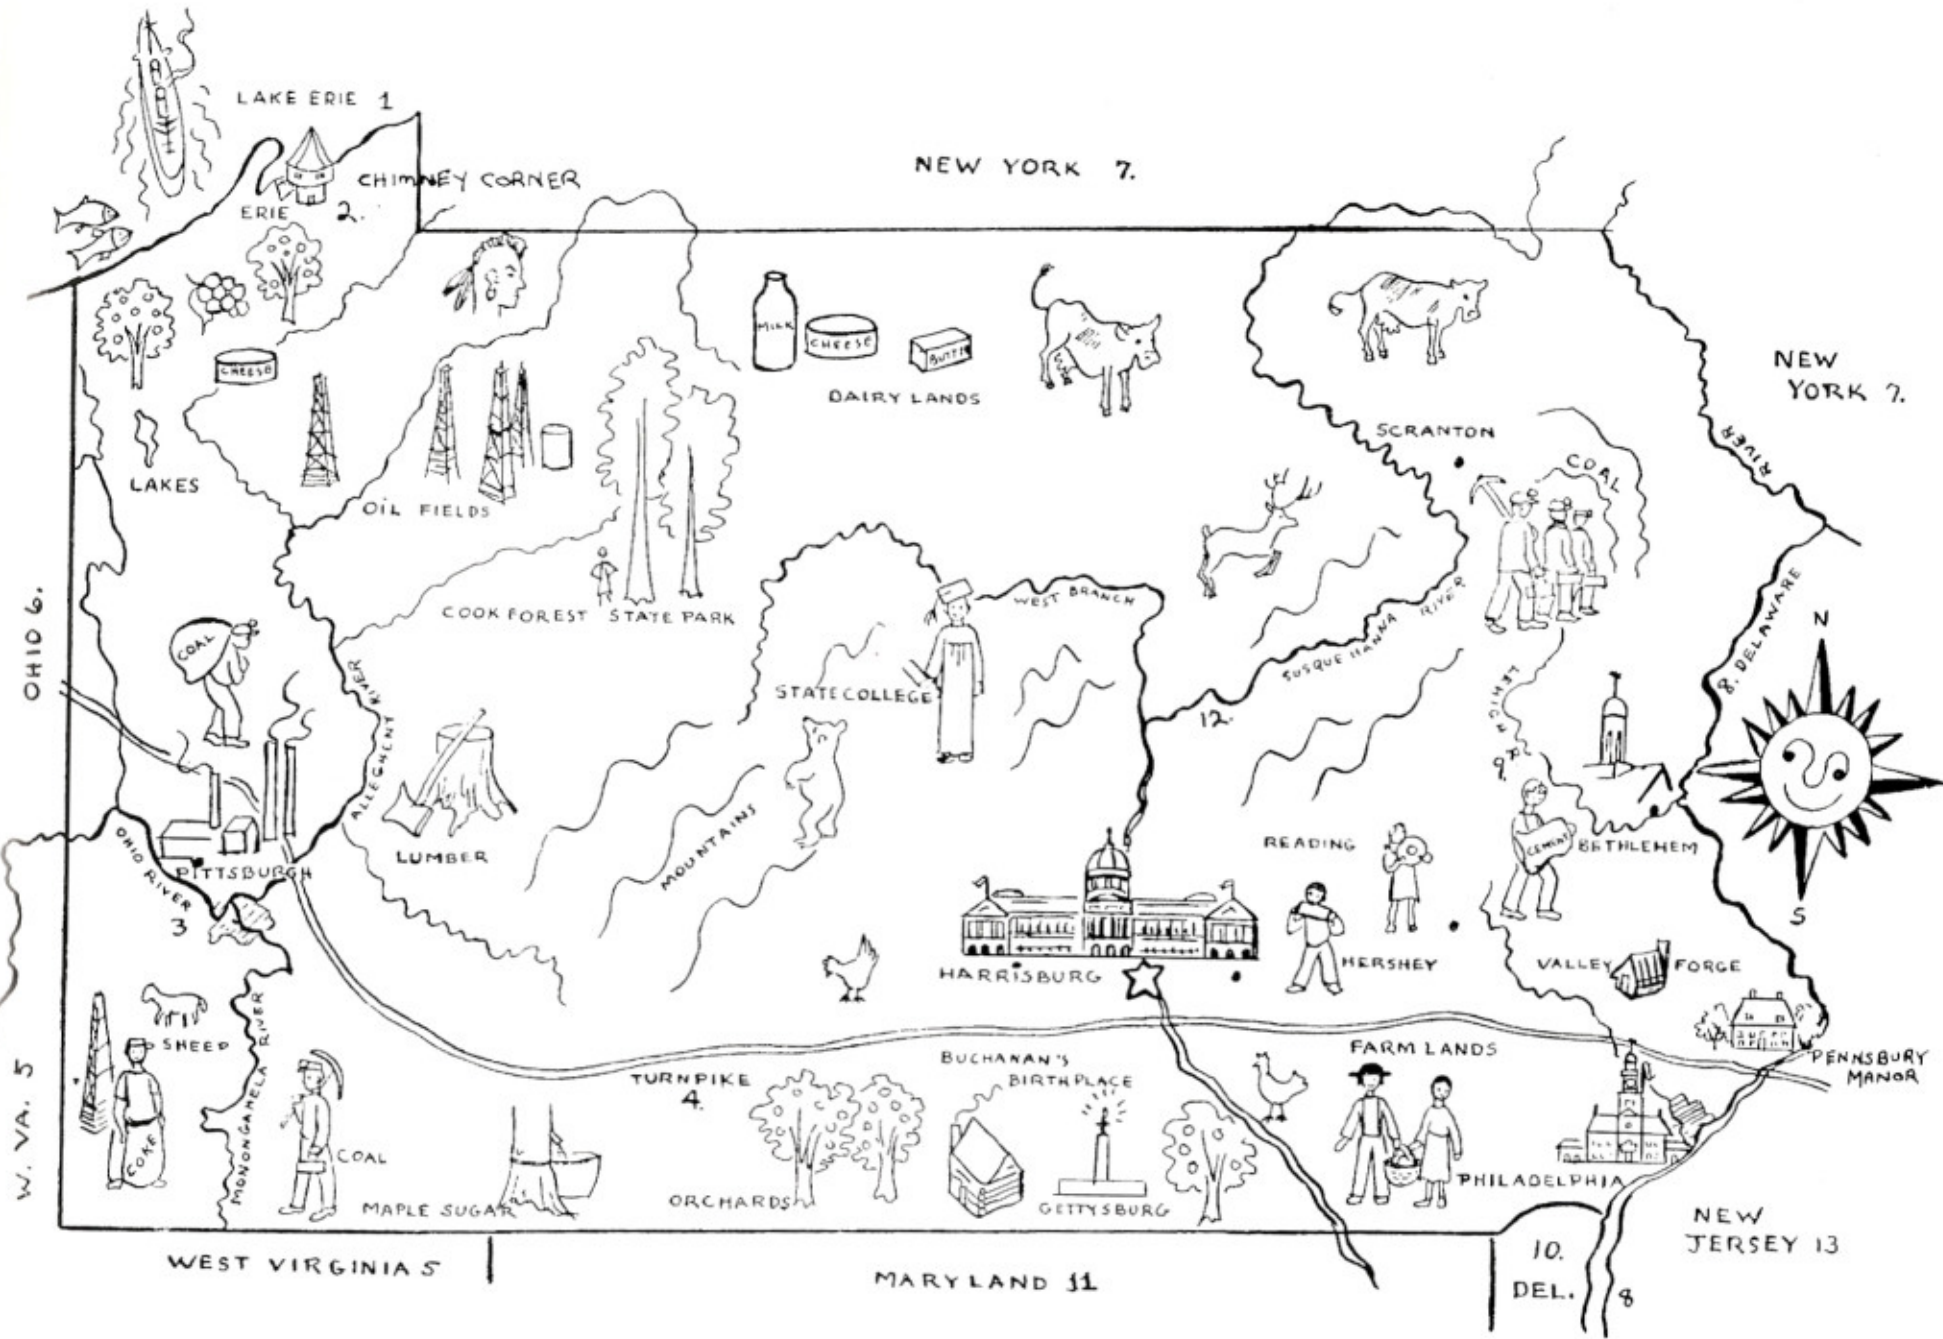 LAKE ERIE 1
CHIMNEY CORNER
NEW YORK 7.
ERIE 2.
MILK
CHEESE
BUTTR
DAIRY LANDS
CHEESE
NEW
YORK 7.
SCRANTON
COAL
RIVER
LAKES
OIL FIELDS
OHIO 6.
COAL
COOK FOREST STATE PARK
WEST BRANCH
SUSQUEHANNA RIVER
12.
8. DELAWARE
N
STATE COLLEGE
LEHIGH R.
9.
ALLEGHENY RIVER
LUMBER
MOUNTAINS
READING
CEMENT
BETHLEHEM
S
OHIO RIVER
3
PITTSBURGH
HARRISBURG
HERSHEY
VALLEY FORGE
W. VA. 5
SHEEP
COKE
MONONGAHELA RIVER
COAL
MAPLE SUGAR
TURNPIKE
4.
ORCHARDS
BUCHANAN'S
BIRTHPLACE
GETTYSBURG
FARM LANDS
PENNSBURY
MANOR
PHILADELPHIA
NEW
JERSEY 13
WEST VIRGINIA 5
MARYLAND 11
10.
DEL.
8